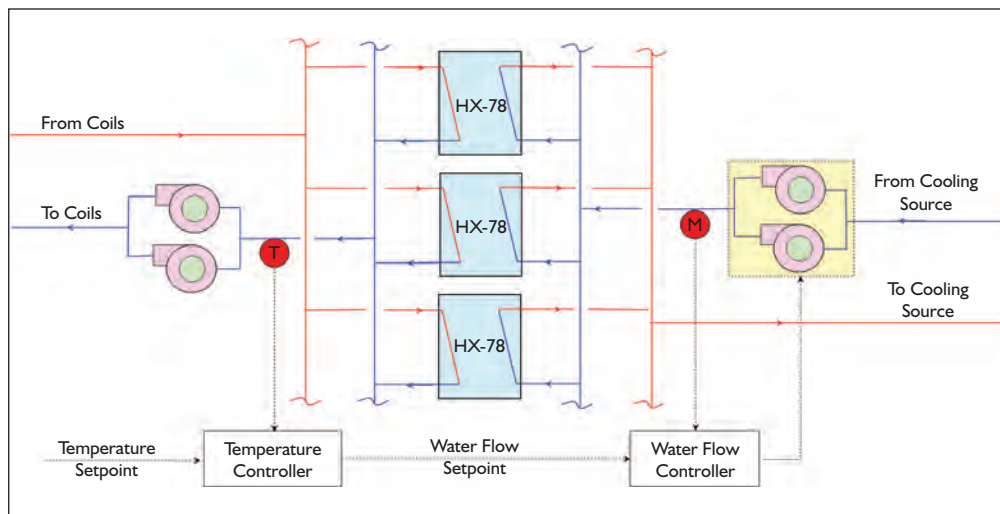 HX-78
From Coils
To Coils
T
HX-78
M
From Cooling
Source
To Cooling
Source
HX-78
Temperature
Setpoint
Temperature
Controller
Water Flow
Setpoint
Water Flow
Controller